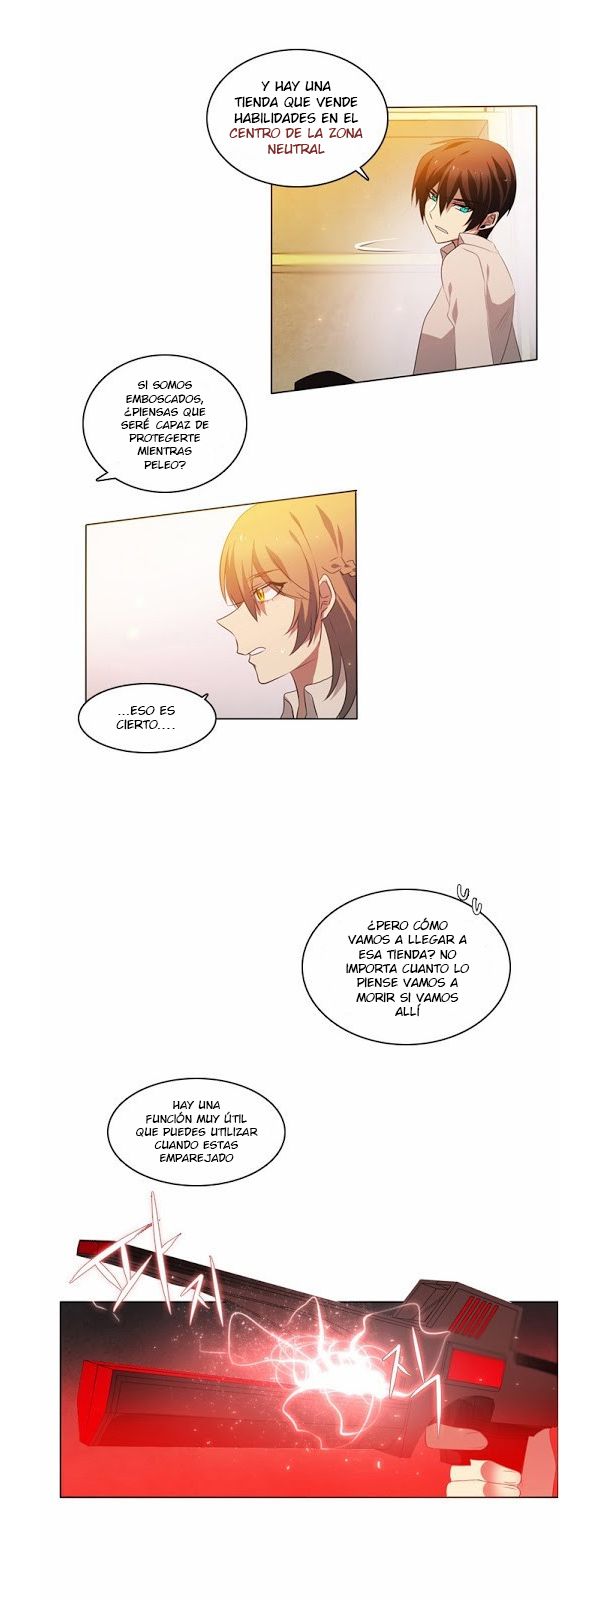 Y HAY UNA
TIENDA QUE VENDE
HABILIDADES EN EL
CENTRO DE LA ZONA
NEUTRAL
SI SOMOS
EMBOSCADOS,
¿PIENSAS QUE
SERÉ CAPAZ DE
PROTEGERTE
MIENTRAS
PELEO?
...ESO ES
CIERTO....
¿PERO CÓMO
VAMOS A LLEGAR A
ESA TIENDA? NO
IMPORTA CUANTO LO
PIENSE VAMOS A
MORIR SI VAMOS
ALLÍ
HAY UNA
FUNCIÓN MUY ÚTIL
QUE PUEDES UTILIZAR
CUANDO ESTAS
EMPAREJADO